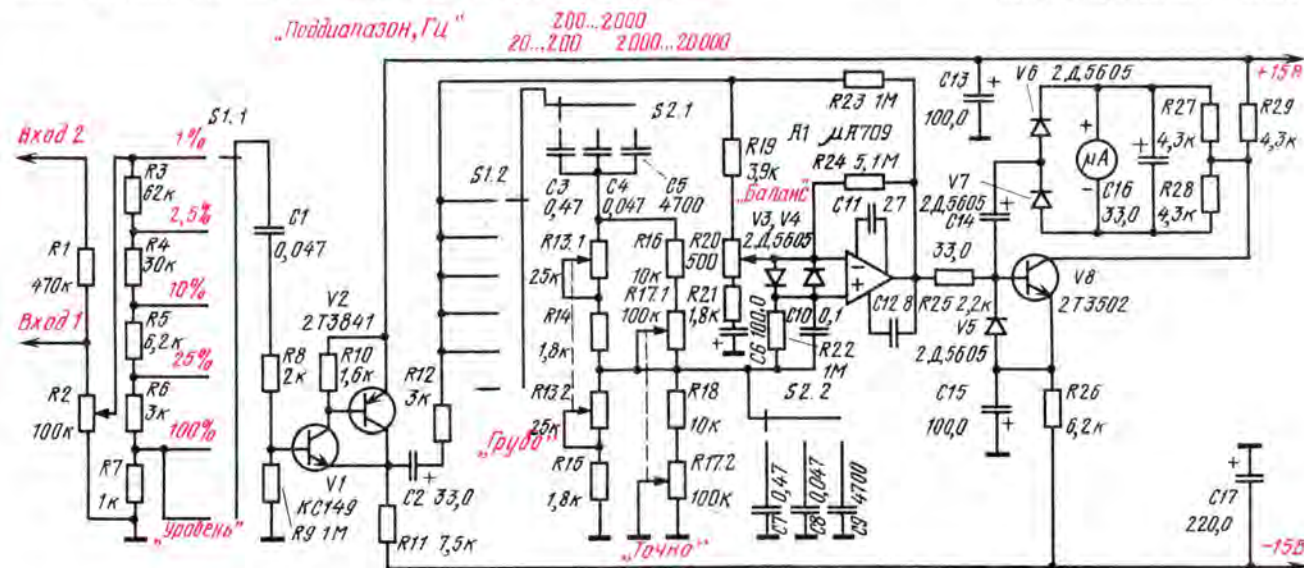 „Поддиапазон, Гц"
200...2000
20...200 2000...20000
+15В
Вход 2
S1.1
1%
R3
62к
2,5%
R4
30к
10%
R5
6,2к
25%
R6
3к
100%
R7
1к
„Уровень"
R1
470к
Вход 1
R2
100к
C1
0,047
R8
2к
V2
2Т3841
R10
1,6к
V1
КС149
R9 1М
R11 7,5к
C2 33,0
R12
3к
S1.2
S2.1
C3
0,47
C4
0,047
C5
4700
R13.1
25к
R14
1,8к
R13.2
25к
„Грубо"
R16
1,8к
R16
10к
R17.1
100к
R18
10к
R17.2
100К
„Точно"
R19
3,9к
R20
500
R21
1,8к
„Баланс"
V3, V4
2Д5605
R23 1М
А1 μА709
R24 5,1М
C11 27
C12 8
C6 100,0
C10 0,1
R22
1М
S2.2
C7 0,47
C8 0,047
C9 4700
R25 2,2к
C13
100,0
V6 2Д5605
V7
2Д5605
C14
33,0
μА
C16
33,0
R27
4,3к
R28
4,3к
R29
4,3к
V8
2Т3502
V5
2Д5605
C15
100,0
R26
6,2к
C17
220,0
–15В